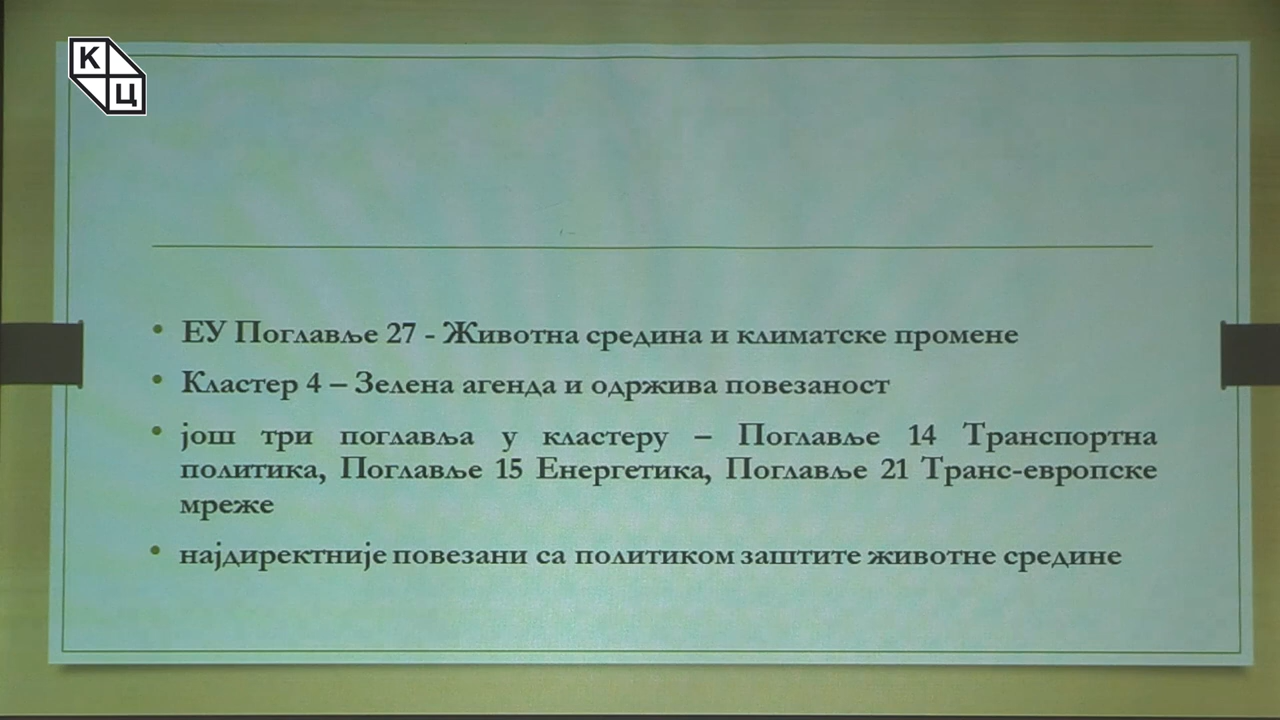 К
Ц
• ЕУ Поглавље 27 - Животна средина и климатске промене
• Кластер 4 – Зелена агенда и одржива повезаност
• још три поглавља у кластеру – Поглавље 14 Транспортна
политика, Поглавље 15 Енергетика, Поглавље 21 Транс-европске
мреже
• најдиректније повезани са политиком заштите животне средине